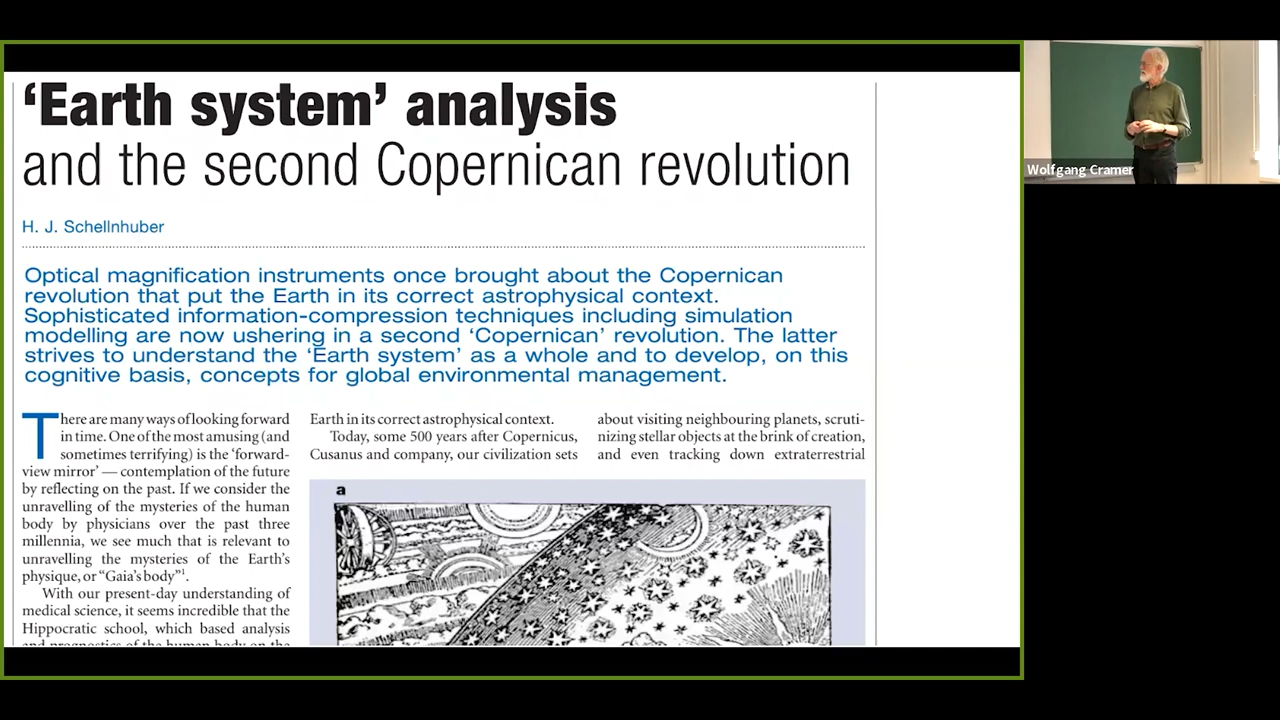 ‘Earth system’ analysis
and the second Copernican revolution
H. J. Schellnhuber
Optical magnification instruments once brought about the Copernican
revolution that put the Earth in its correct astrophysical context.
Sophisticated information-compression techniques including simulation
modelling are now ushering in a second ‘Copernican’ revolution. The latter
strives to understand the ‘Earth system’ as a whole and to develop, on this
cognitive basis, concepts for global environmental management.
There are many ways of looking forward
in time. One of the most amusing (and
sometimes terrifying) is the ‘forward-
view mirror’ — contemplation of the future
by reflecting on the past. If we consider the
unravelling of the mysteries of the human
body by physicians over the past three
millennia, we see much that is relevant to
unravelling the mysteries of the Earth’s
physique, or “Gaia’s body”1.
With our present-day understanding of
medical science, it seems incredible that the
Hippocratic school, which based analysis
and prognostics of the human body on the
Earth in its correct astrophysical context.
Today, some 500 years after Copernicus,
Cusanus and company, our civilization sets
about visiting neighbouring planets, scruti-
nizing stellar objects at the brink of creation,
and even tracking down extraterrestrial
a
Wolfgang Cramer